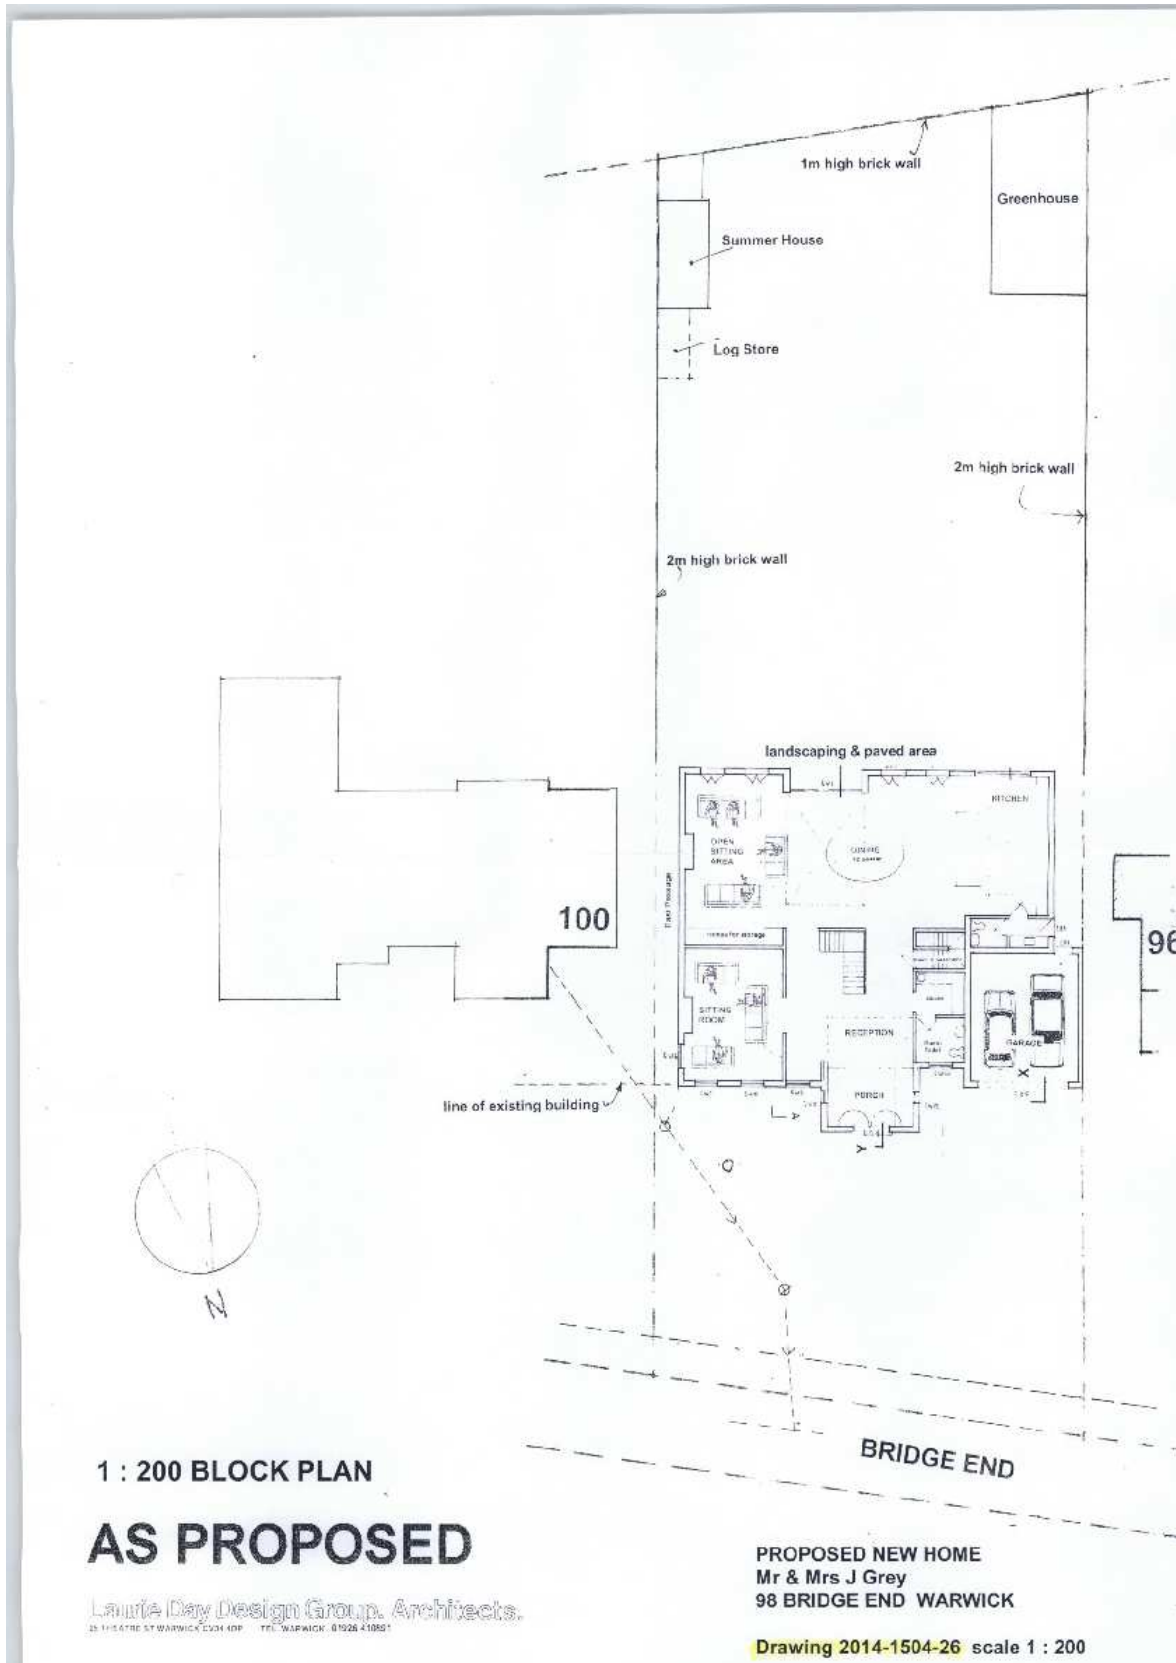 1m high brick wall
Greenhouse
Summer House
Log Store
2m high brick wall
2m high brick wall
landscaping & paved area
KITCHEN
OPEN
SITTING
AREA
DINING
100
96
SITTING
ROOM
RECEPTION
GARAGE
X
PORCH
line of existing building
A
Y
N
BRIDGE END
1 : 200 BLOCK PLAN
AS PROPOSED
Laurie Day Design Group. Architects.
PROPOSED NEW HOME
Mr & Mrs J Grey
98 BRIDGE END WARWICK
Drawing 2014-1504-26 scale 1 : 200